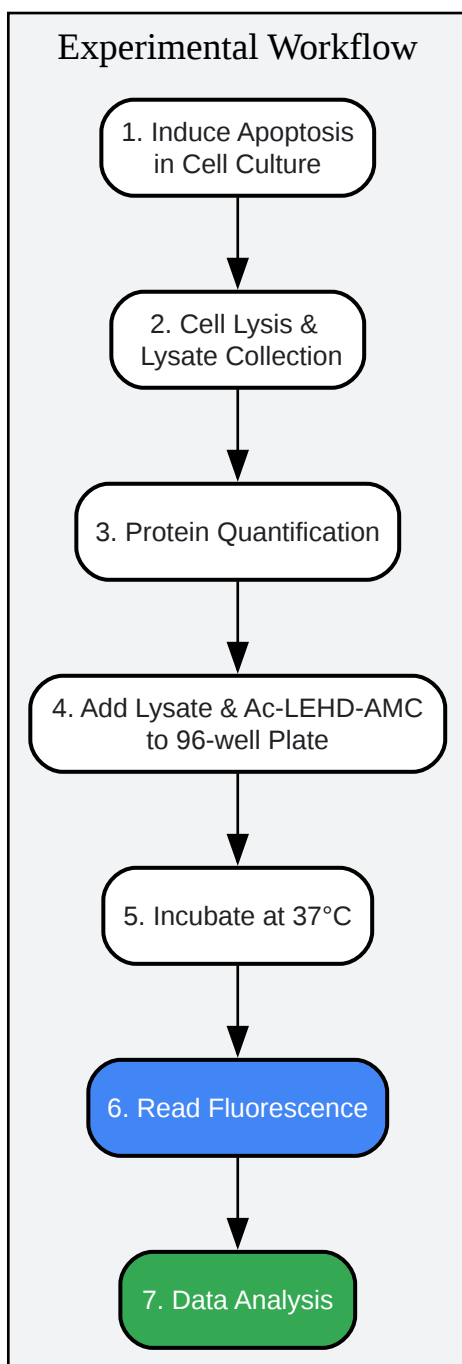 Experimental Workflow
1. Induce Apoptosis
in Cell Culture
2. Cell Lysis &
Lysate Collection
3. Protein Quantification
4. Add Lysate & Ac-LEHD-AMC
to 96-well Plate
5. Incubate at 37°C
6. Read Fluorescence
7. Data Analysis